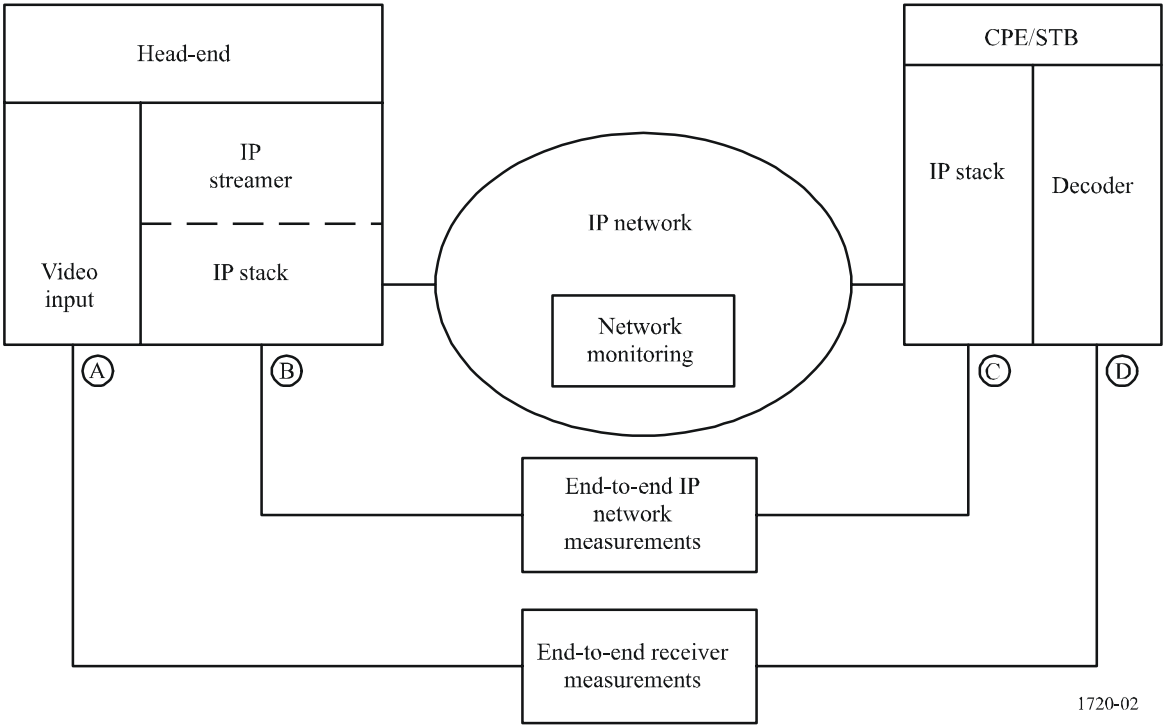 Head-end
CPE/STB
IP
streamer
IP stack
Video
input
IP network
Network
monitoring
IP stack
Decoder
A
B
C
D
End-to-end IP
network
measurements
End-to-end receiver
measurements
1720-02